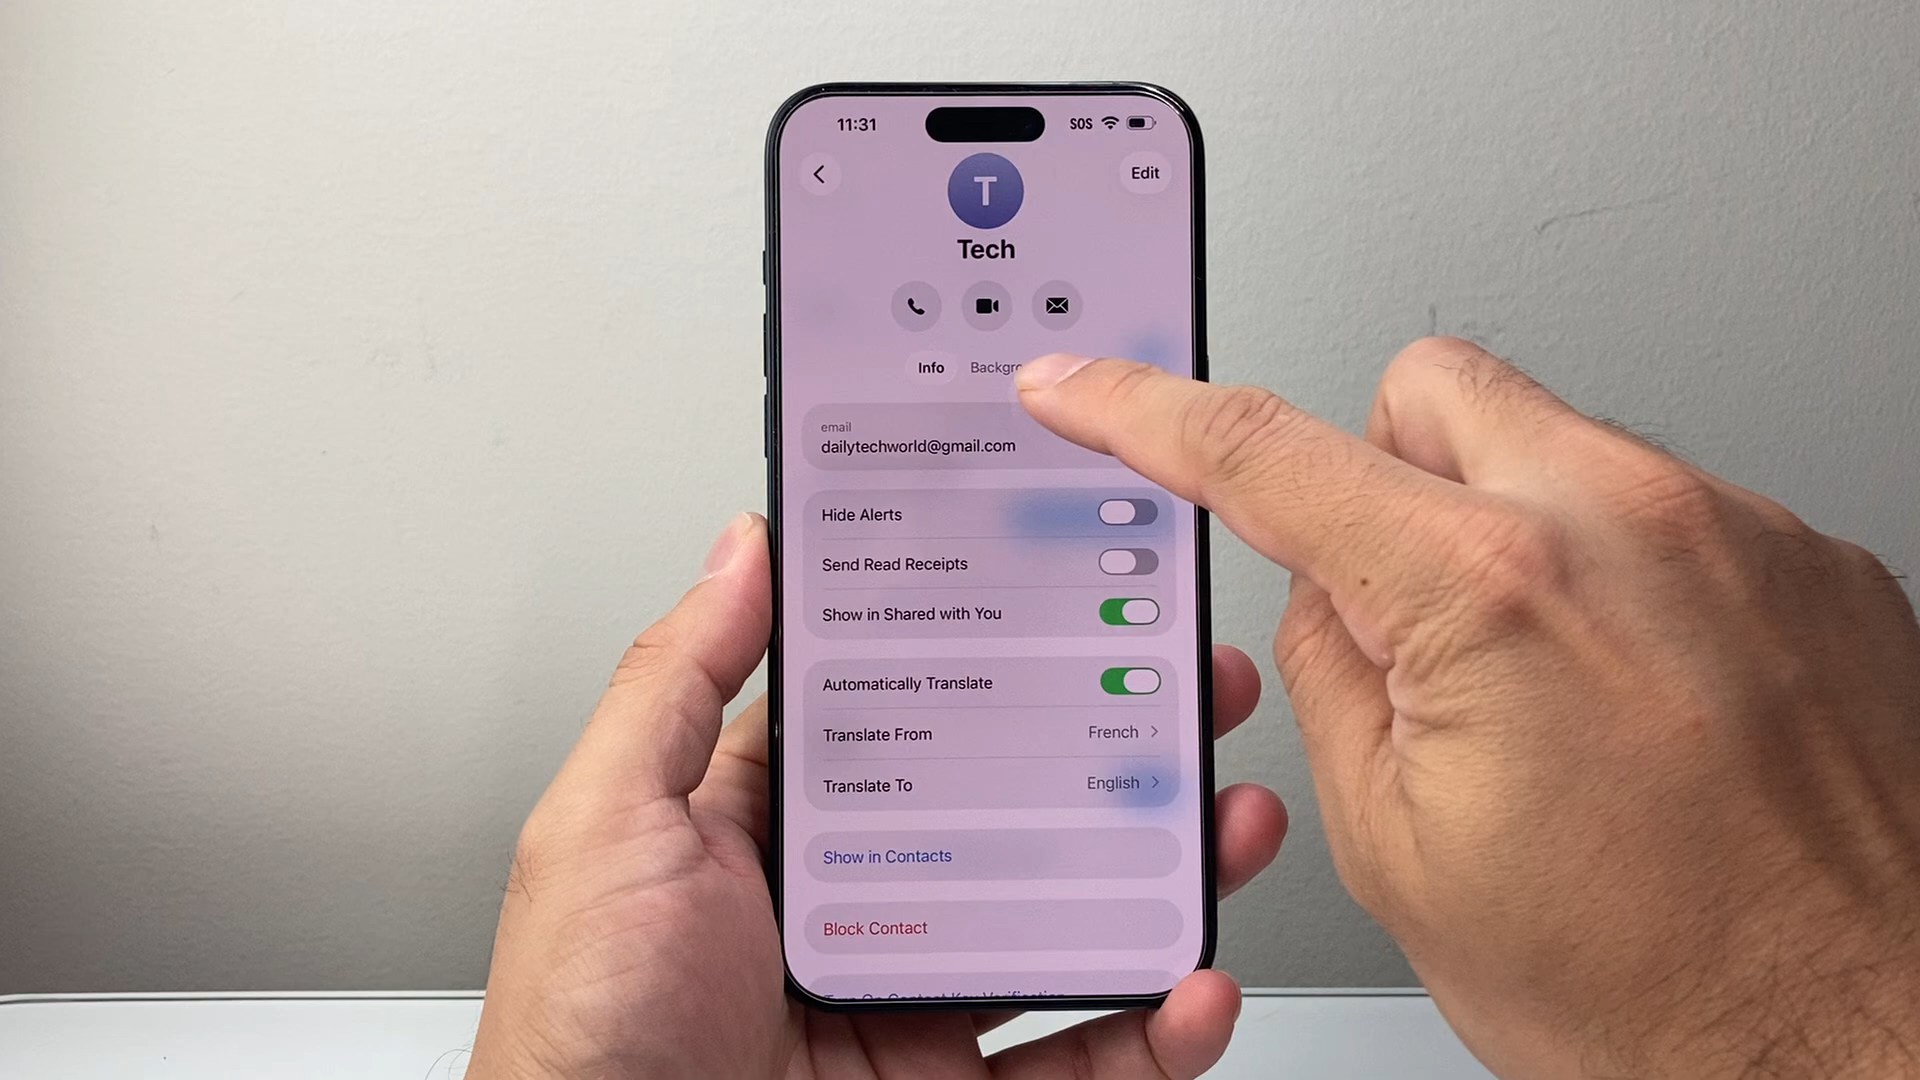 11:31
SOS
Edit
T
Tech
Info
email
dailytechworld@gmail.com
Hide Alerts
Send Read Receipts
Show in Shared with You
Automatically Translate
Translate From French
Translate To English
Show in Contacts
Block Contact